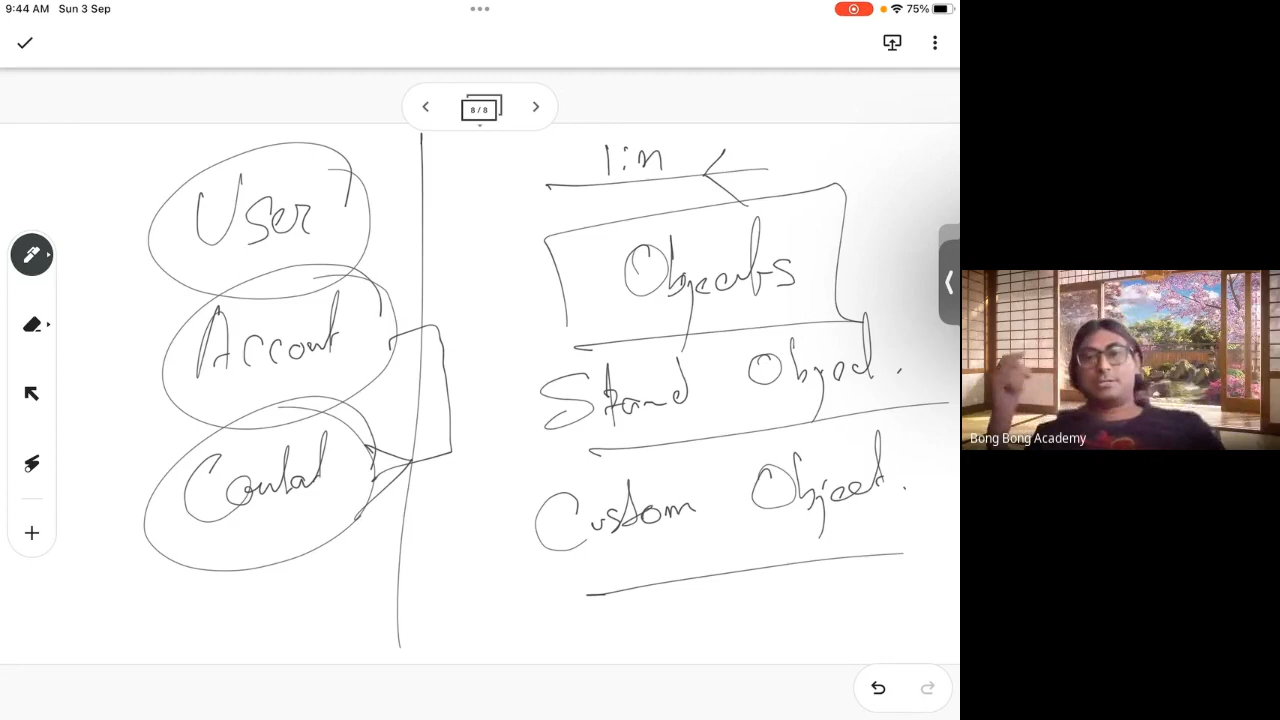 9:44 AM Sun 3 Sep
75%
8/8
1:n
User
Objects
Account
Stand Object.
Contact
Custom Object.
Bong Bong Academy